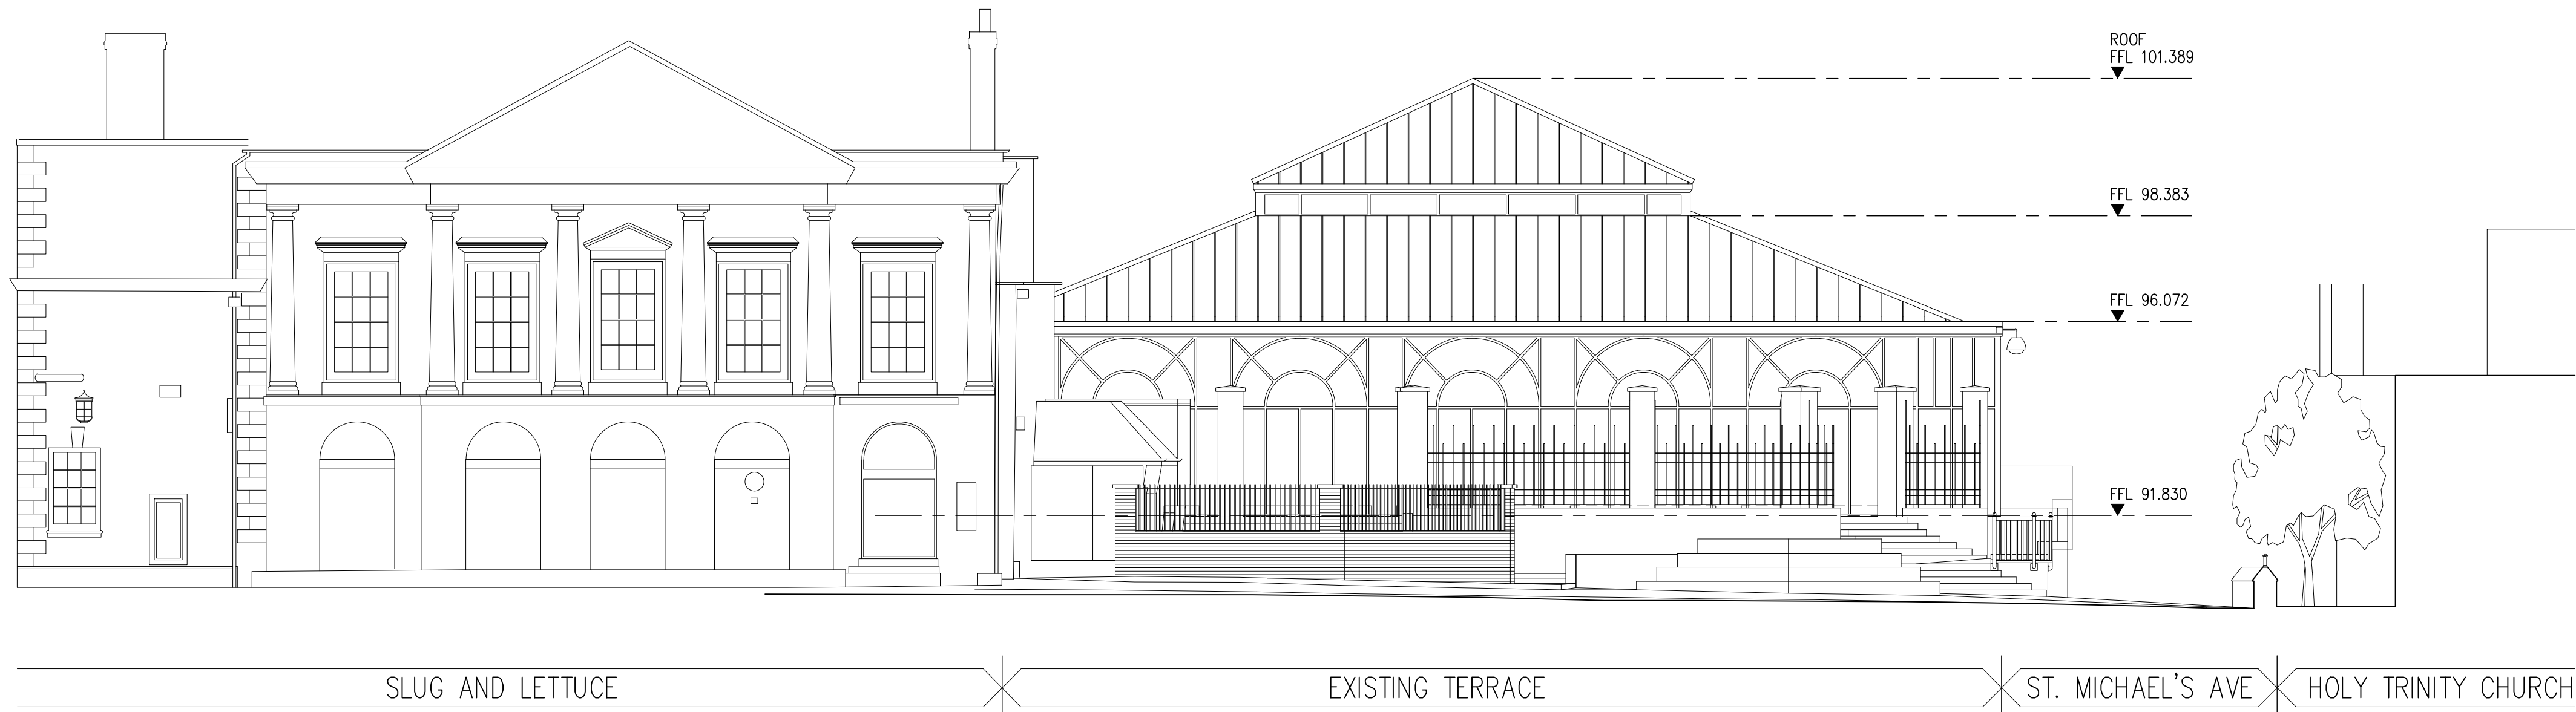 ROOF
FFL 101.389
FFL 98.383
FFL 96.072
FFL 91.830
SLUG AND LETTUCE
EXISTING TERRACE
ST. MICHAEL'S AVE
HOLY TRINITY CHURCH